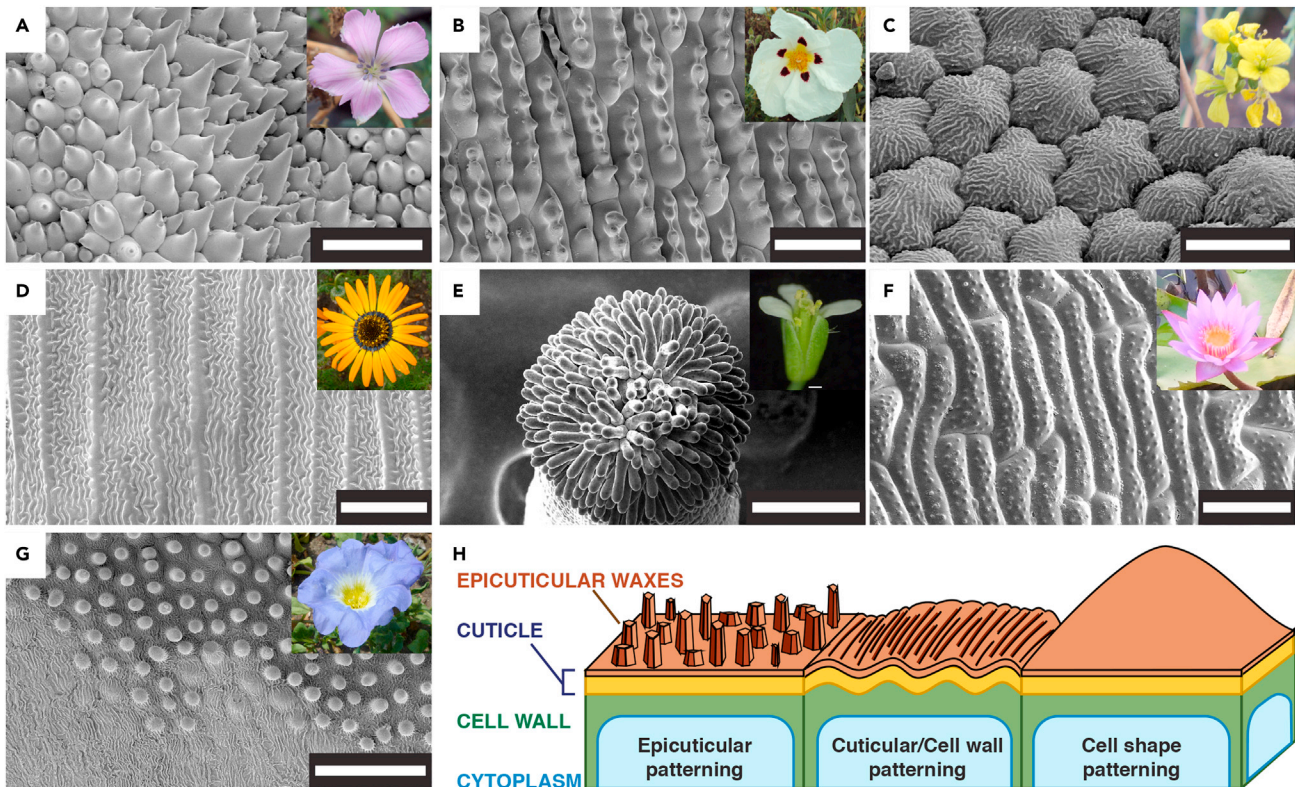 A
B
C
D
E
F
G
H
EPICUTICULAR WAXES
CUTICLE
CELL WALL
CYTOPLASM
Epicuticular
patterning
Cuticular/Cell wall
patterning
Cell shape
patterning